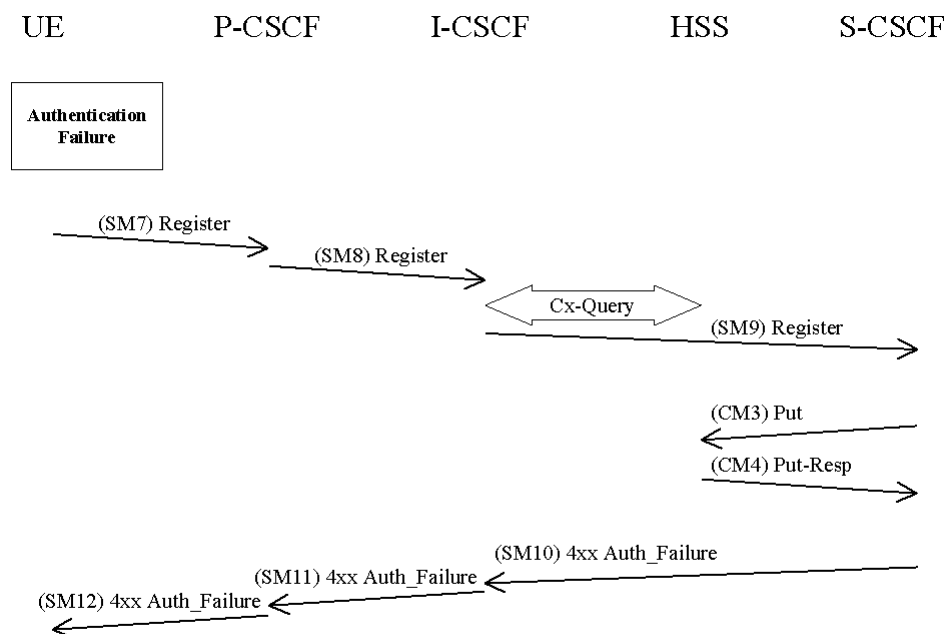 UE P-CSCF I-CSCF HSS S-CSCF
Authentication
Failure
(SM7) Register
(SM8) Register
Cx-Query
(SM9) Register
(CM3) Put
(CM4) Put-Resp
(SM10) 4xx Auth_Failure
(SM11) 4xx Auth_Failure
(SM12) 4xx Auth_Failure